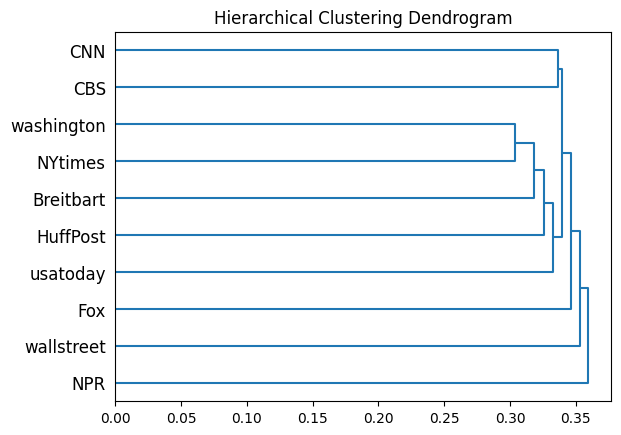 Hierarchical Clustering Dendrogram
CNN
CBS
washington
NYtimes
Breitbart
HuffPost
usatoday
Fox
wallstreet
NPR
0.00 0.05 0.10 0.15 0.20 0.25 0.30 0.35